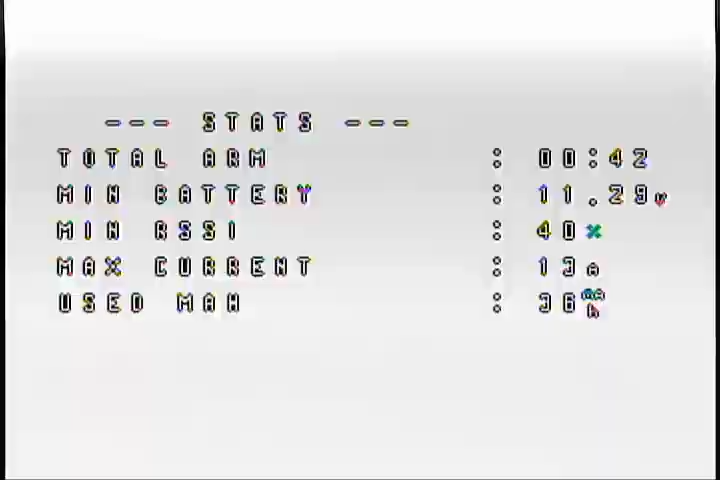 --- STATS ---
TOTAL ARM : 00:42
MIN BATTERY : 11.29V
MIN RSSI : 40%
MAX CURRENT : 13A
USED MAH : 36mAh